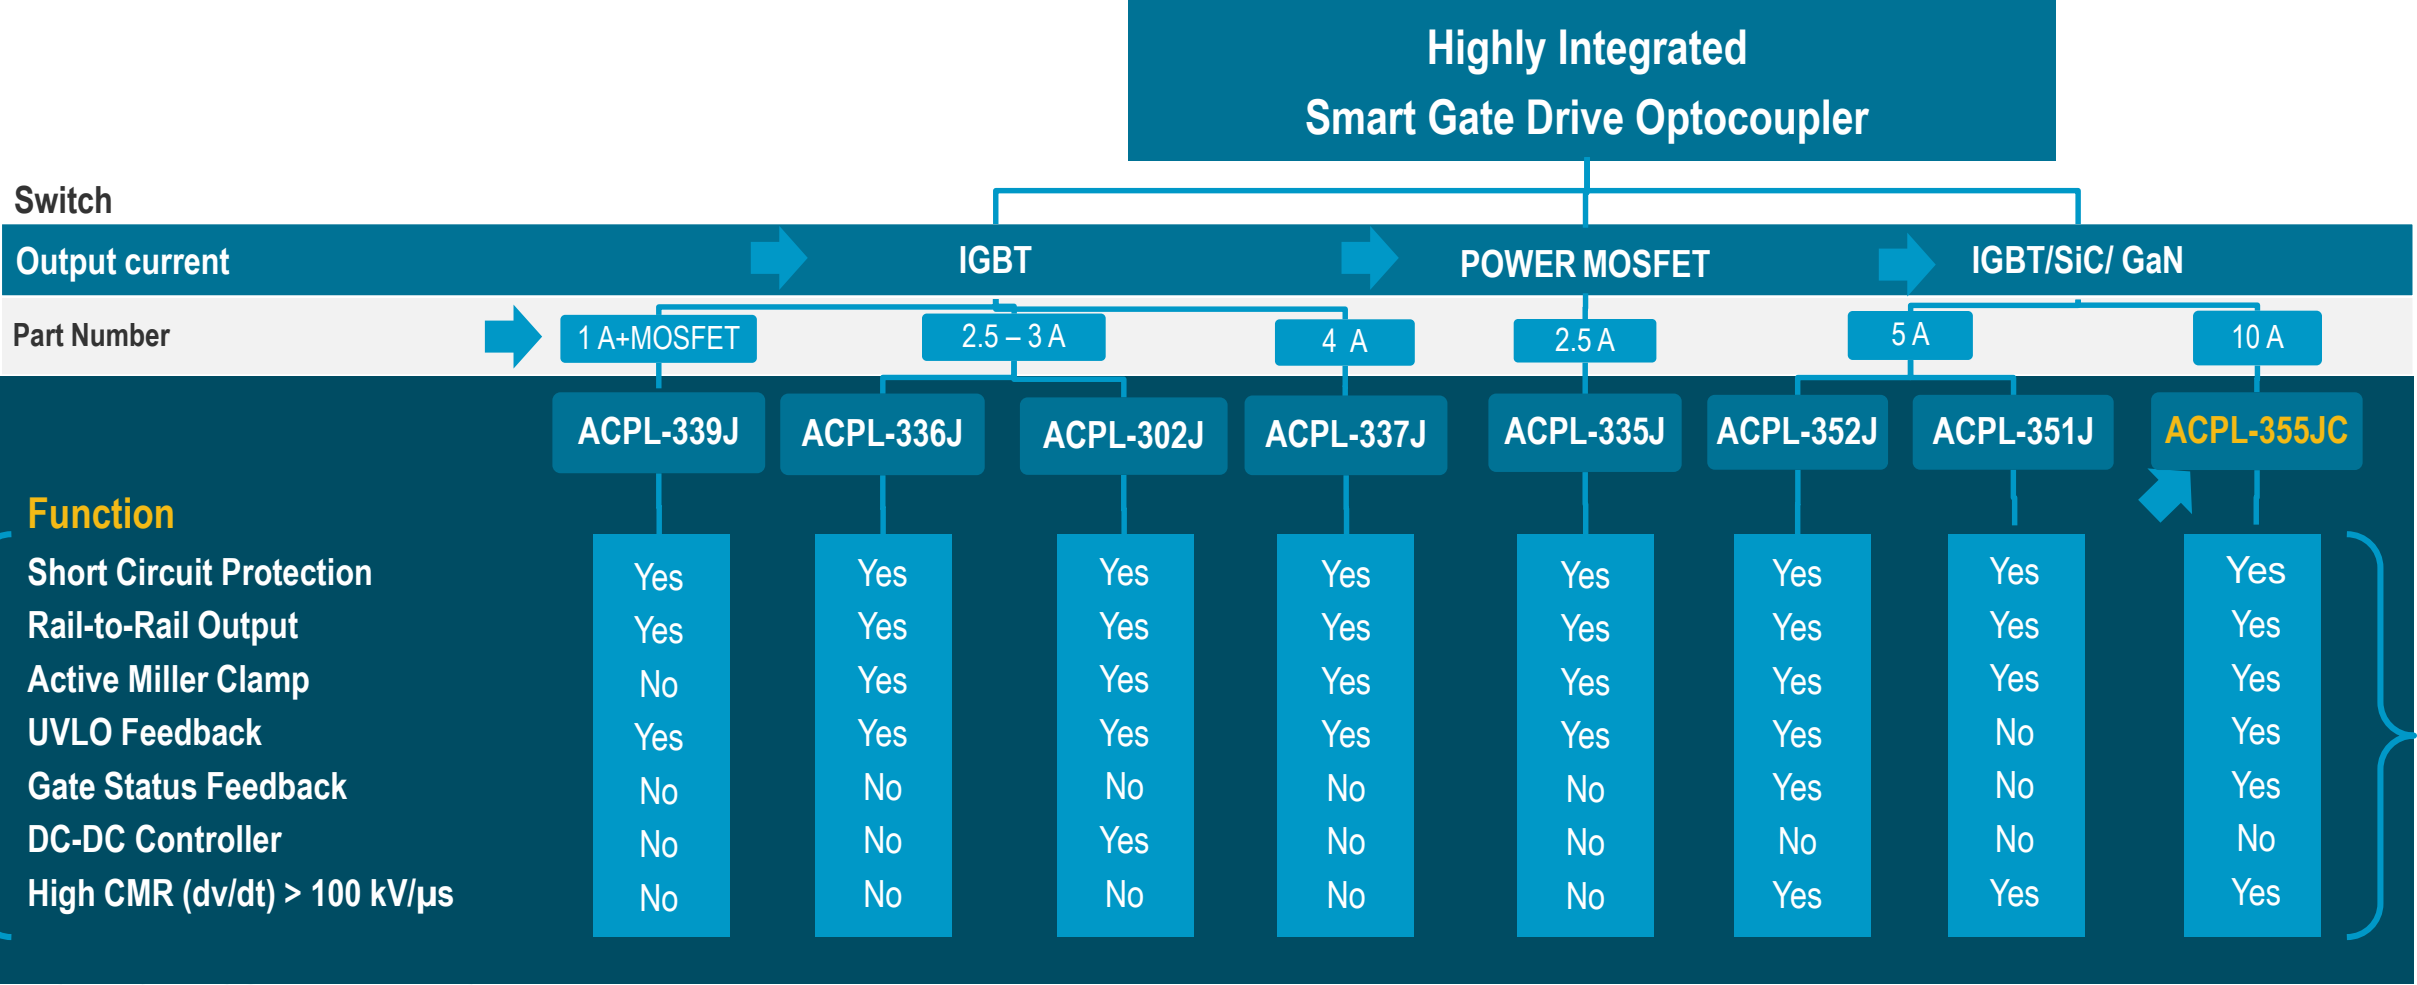 Highly Integrated
Smart Gate Drive Optocoupler
Switch
Output current IGBT POWER MOSFET IGBT/SiC/ GaN
Part Number 1 A+MOSFET 2.5 – 3 A 4 A 2.5 A 5 A 10 A
ACPL-339J ACPL-336J ACPL-302J ACPL-337J ACPL-335J ACPL-352J ACPL-351J ACPL-355JC
Function
Short Circuit Protection Yes Yes Yes Yes Yes Yes Yes Yes
Rail-to-Rail Output Yes Yes Yes Yes Yes Yes Yes Yes
Active Miller Clamp No Yes Yes Yes Yes Yes Yes Yes
UVLO Feedback Yes Yes Yes Yes Yes Yes No Yes
Gate Status Feedback No No No No No Yes No Yes
DC-DC Controller No No Yes No No No No No
High CMR (dv/dt) > 100 kV/µs No No No No No Yes Yes Yes